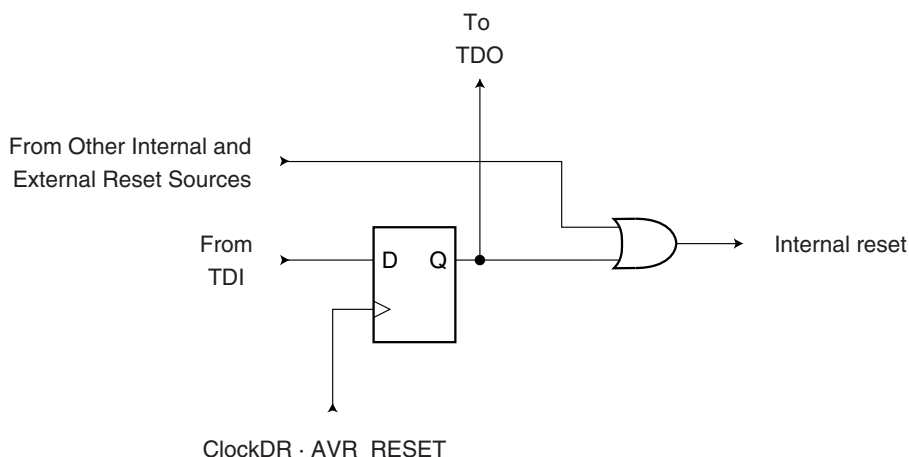 To
TDO
From Other Internal and
External Reset Sources
From
TDI
D Q
Internal reset
ClockDR · AVR_RESET